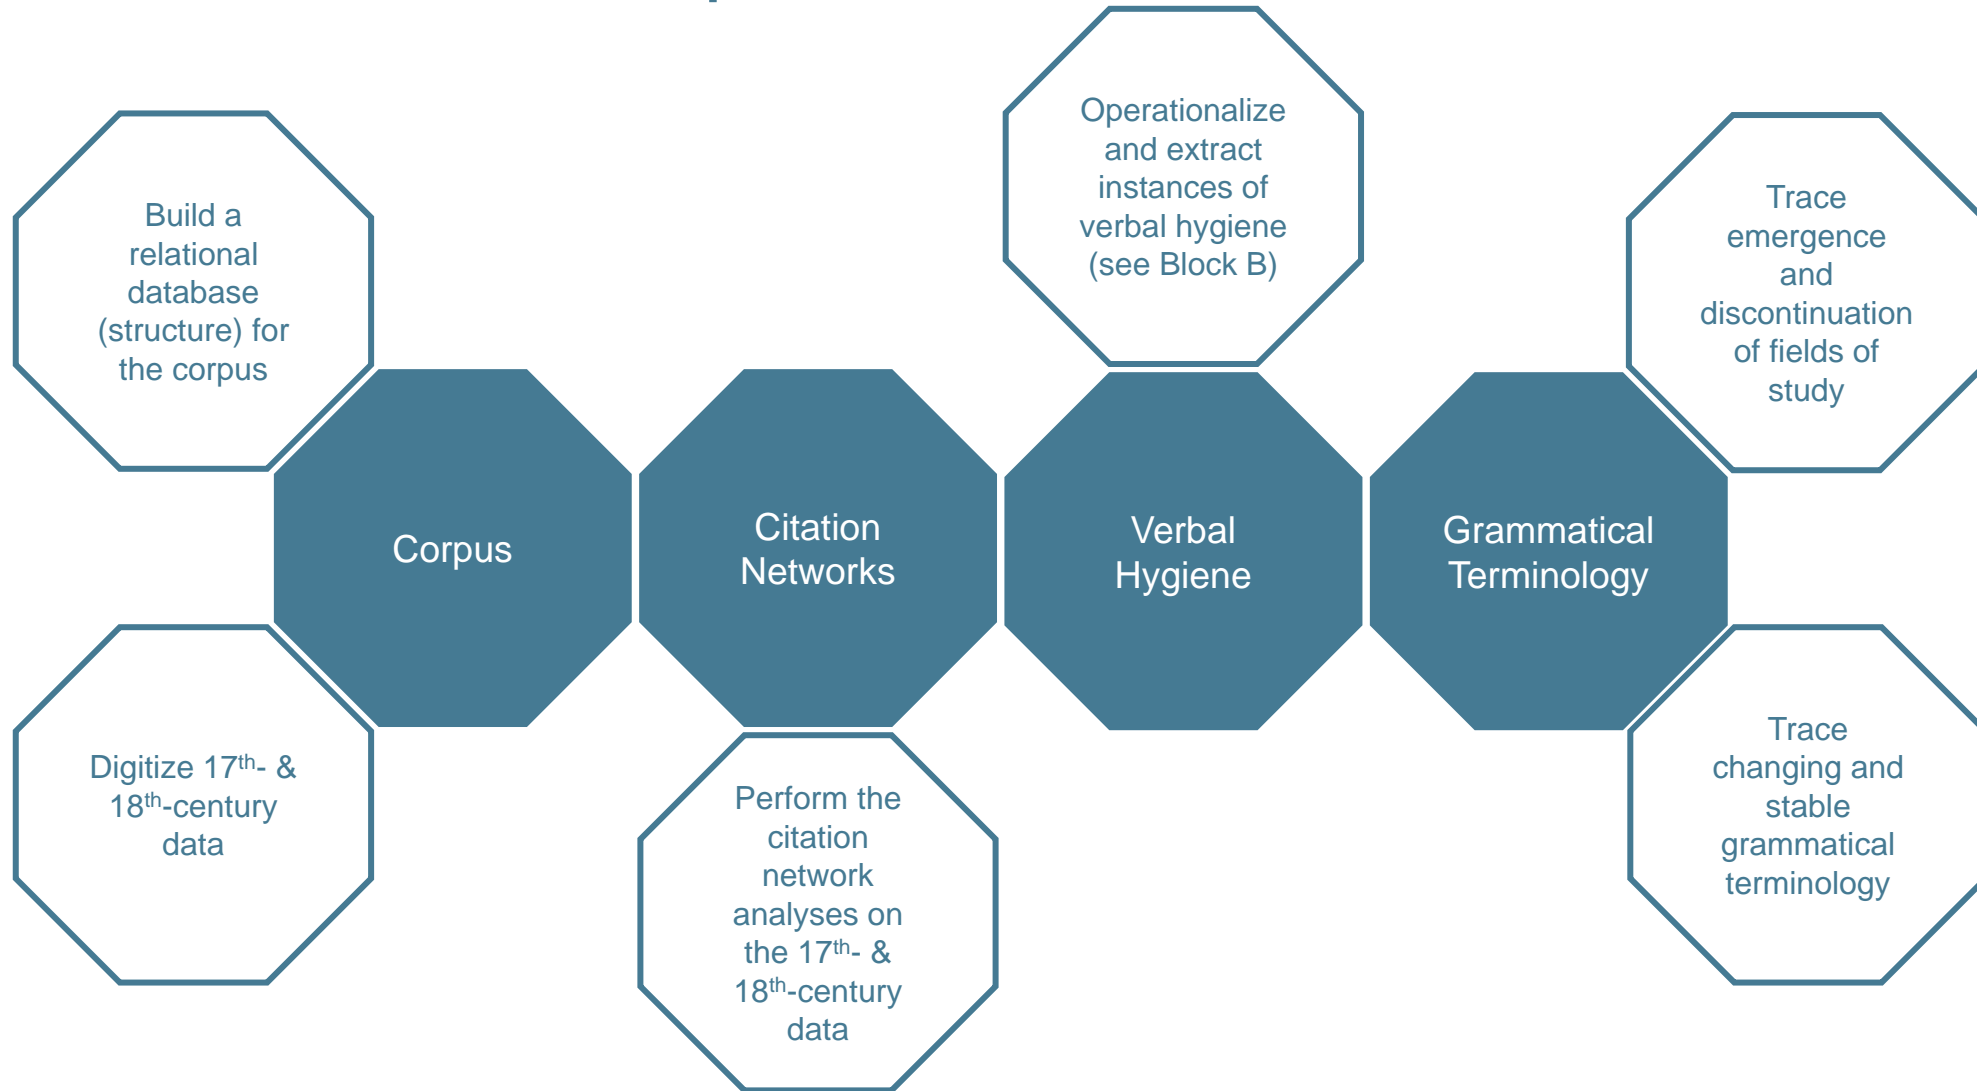 Build a
relational
database
(structure) for
the corpus
Digitize 17th- &
18th-century
data
Corpus
Citation
Networks
Perform the
citation
network
analyses on
the 17th- &
18th-century
data
Operationalize
and extract
instances of
verbal hygiene
(see Block B)
Verbal
Hygiene
Grammatical
Terminology
Trace
emergence
and
discontinuation
of fields of
study
Trace
changing and
stable
grammatical
terminology